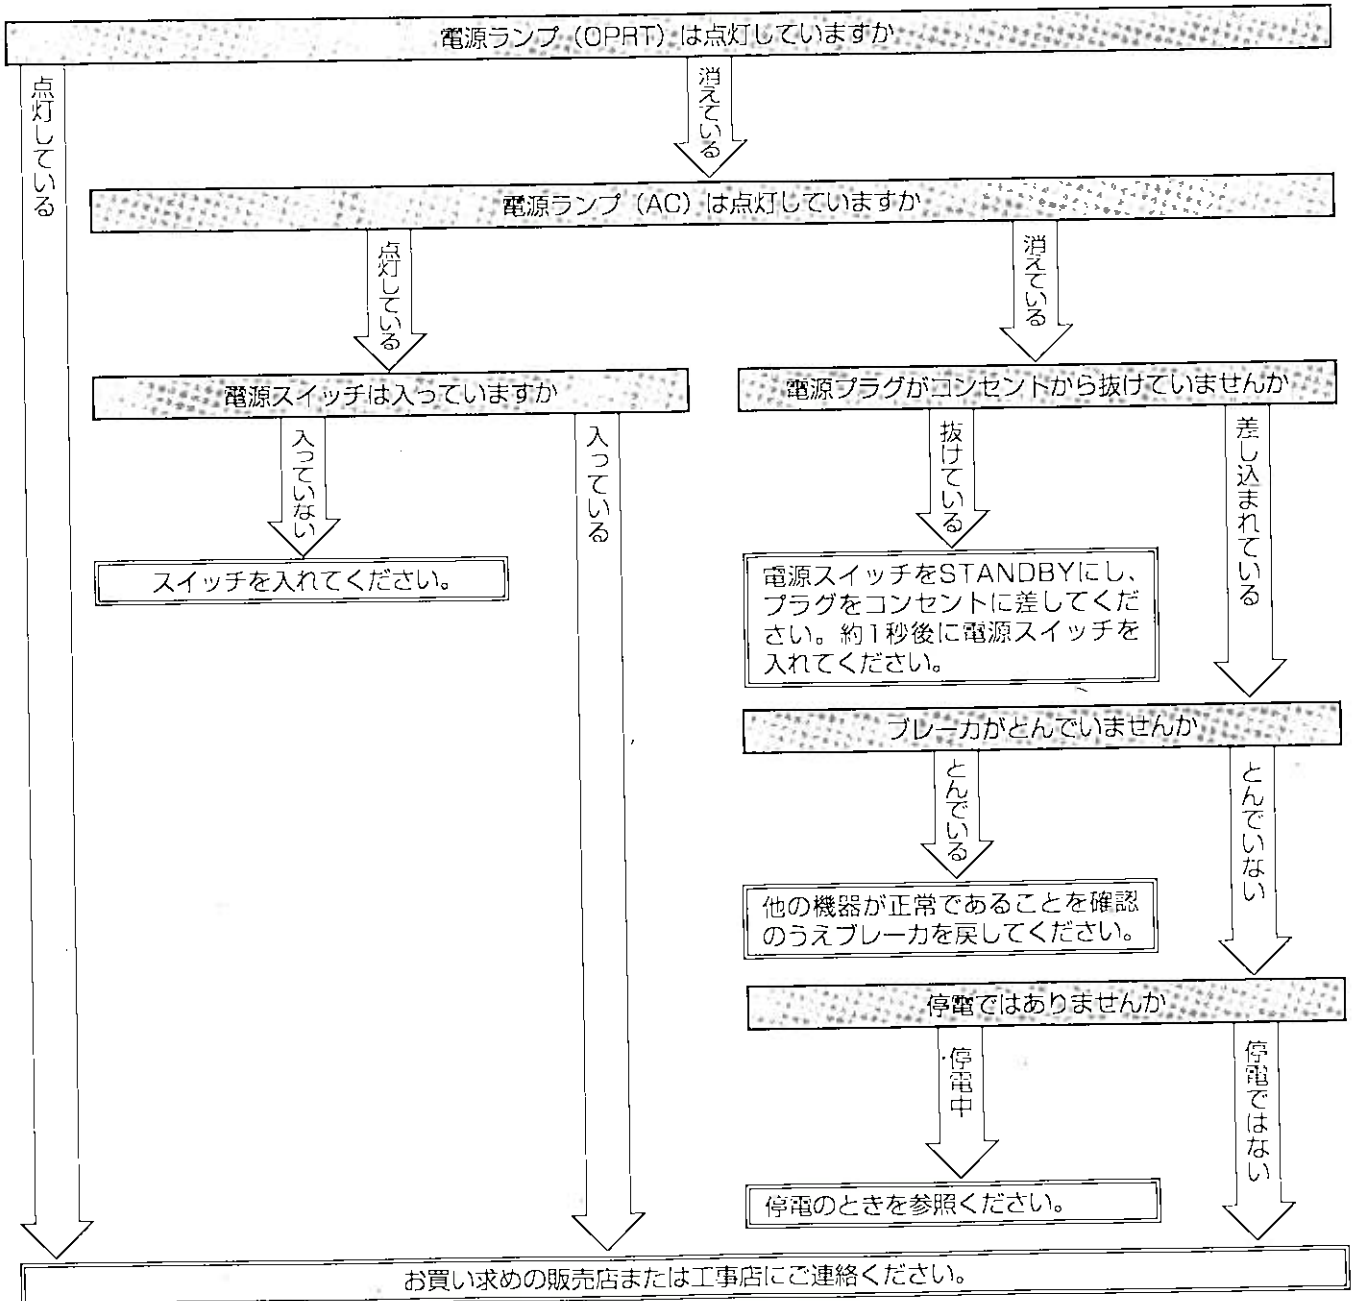 電源ランプ（OPRT）は点灯していますか
点灯している
消えている
電源ランプ（AC）は点灯していますか
点灯している
消えている
電源スイッチは入っていますか
電源プラグがコンセントから抜けていませんか
入っていない
入っている
抜けている
差し込まれている
スイッチを入れてください。
電源スイッチをSTANDBYにし、
プラグをコンセントに差してくだ
さい。約1秒後に電源スイッチを
入れてください。
ブレーカがとんでいませんか
とんでいる
とんでいない
他の機器が正常であることを確認
のうえブレーカを戻してください。
停電ではありませんか
停電中
停電ではない
停電のときを参照ください。
お買い求めの販売店または工事店にご連絡ください。